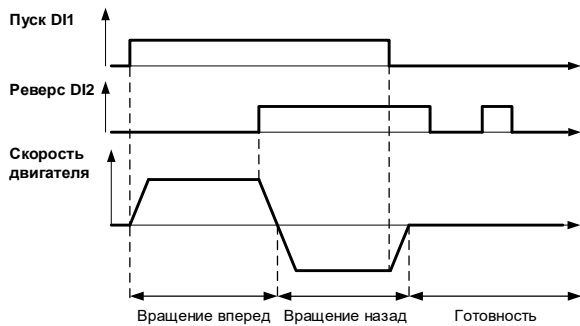 Пуск DI1
Реверс DI2
Скорость
двигателя
Вращение вперед
Вращение назад
Готовность